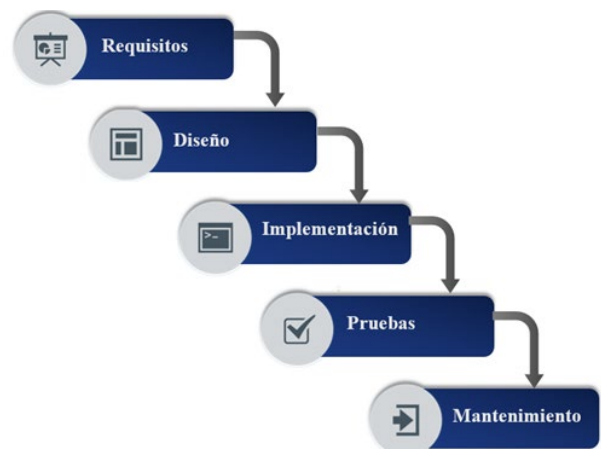 Requisitos
Diseño
Implementación
Pruebas
Mantenimiento